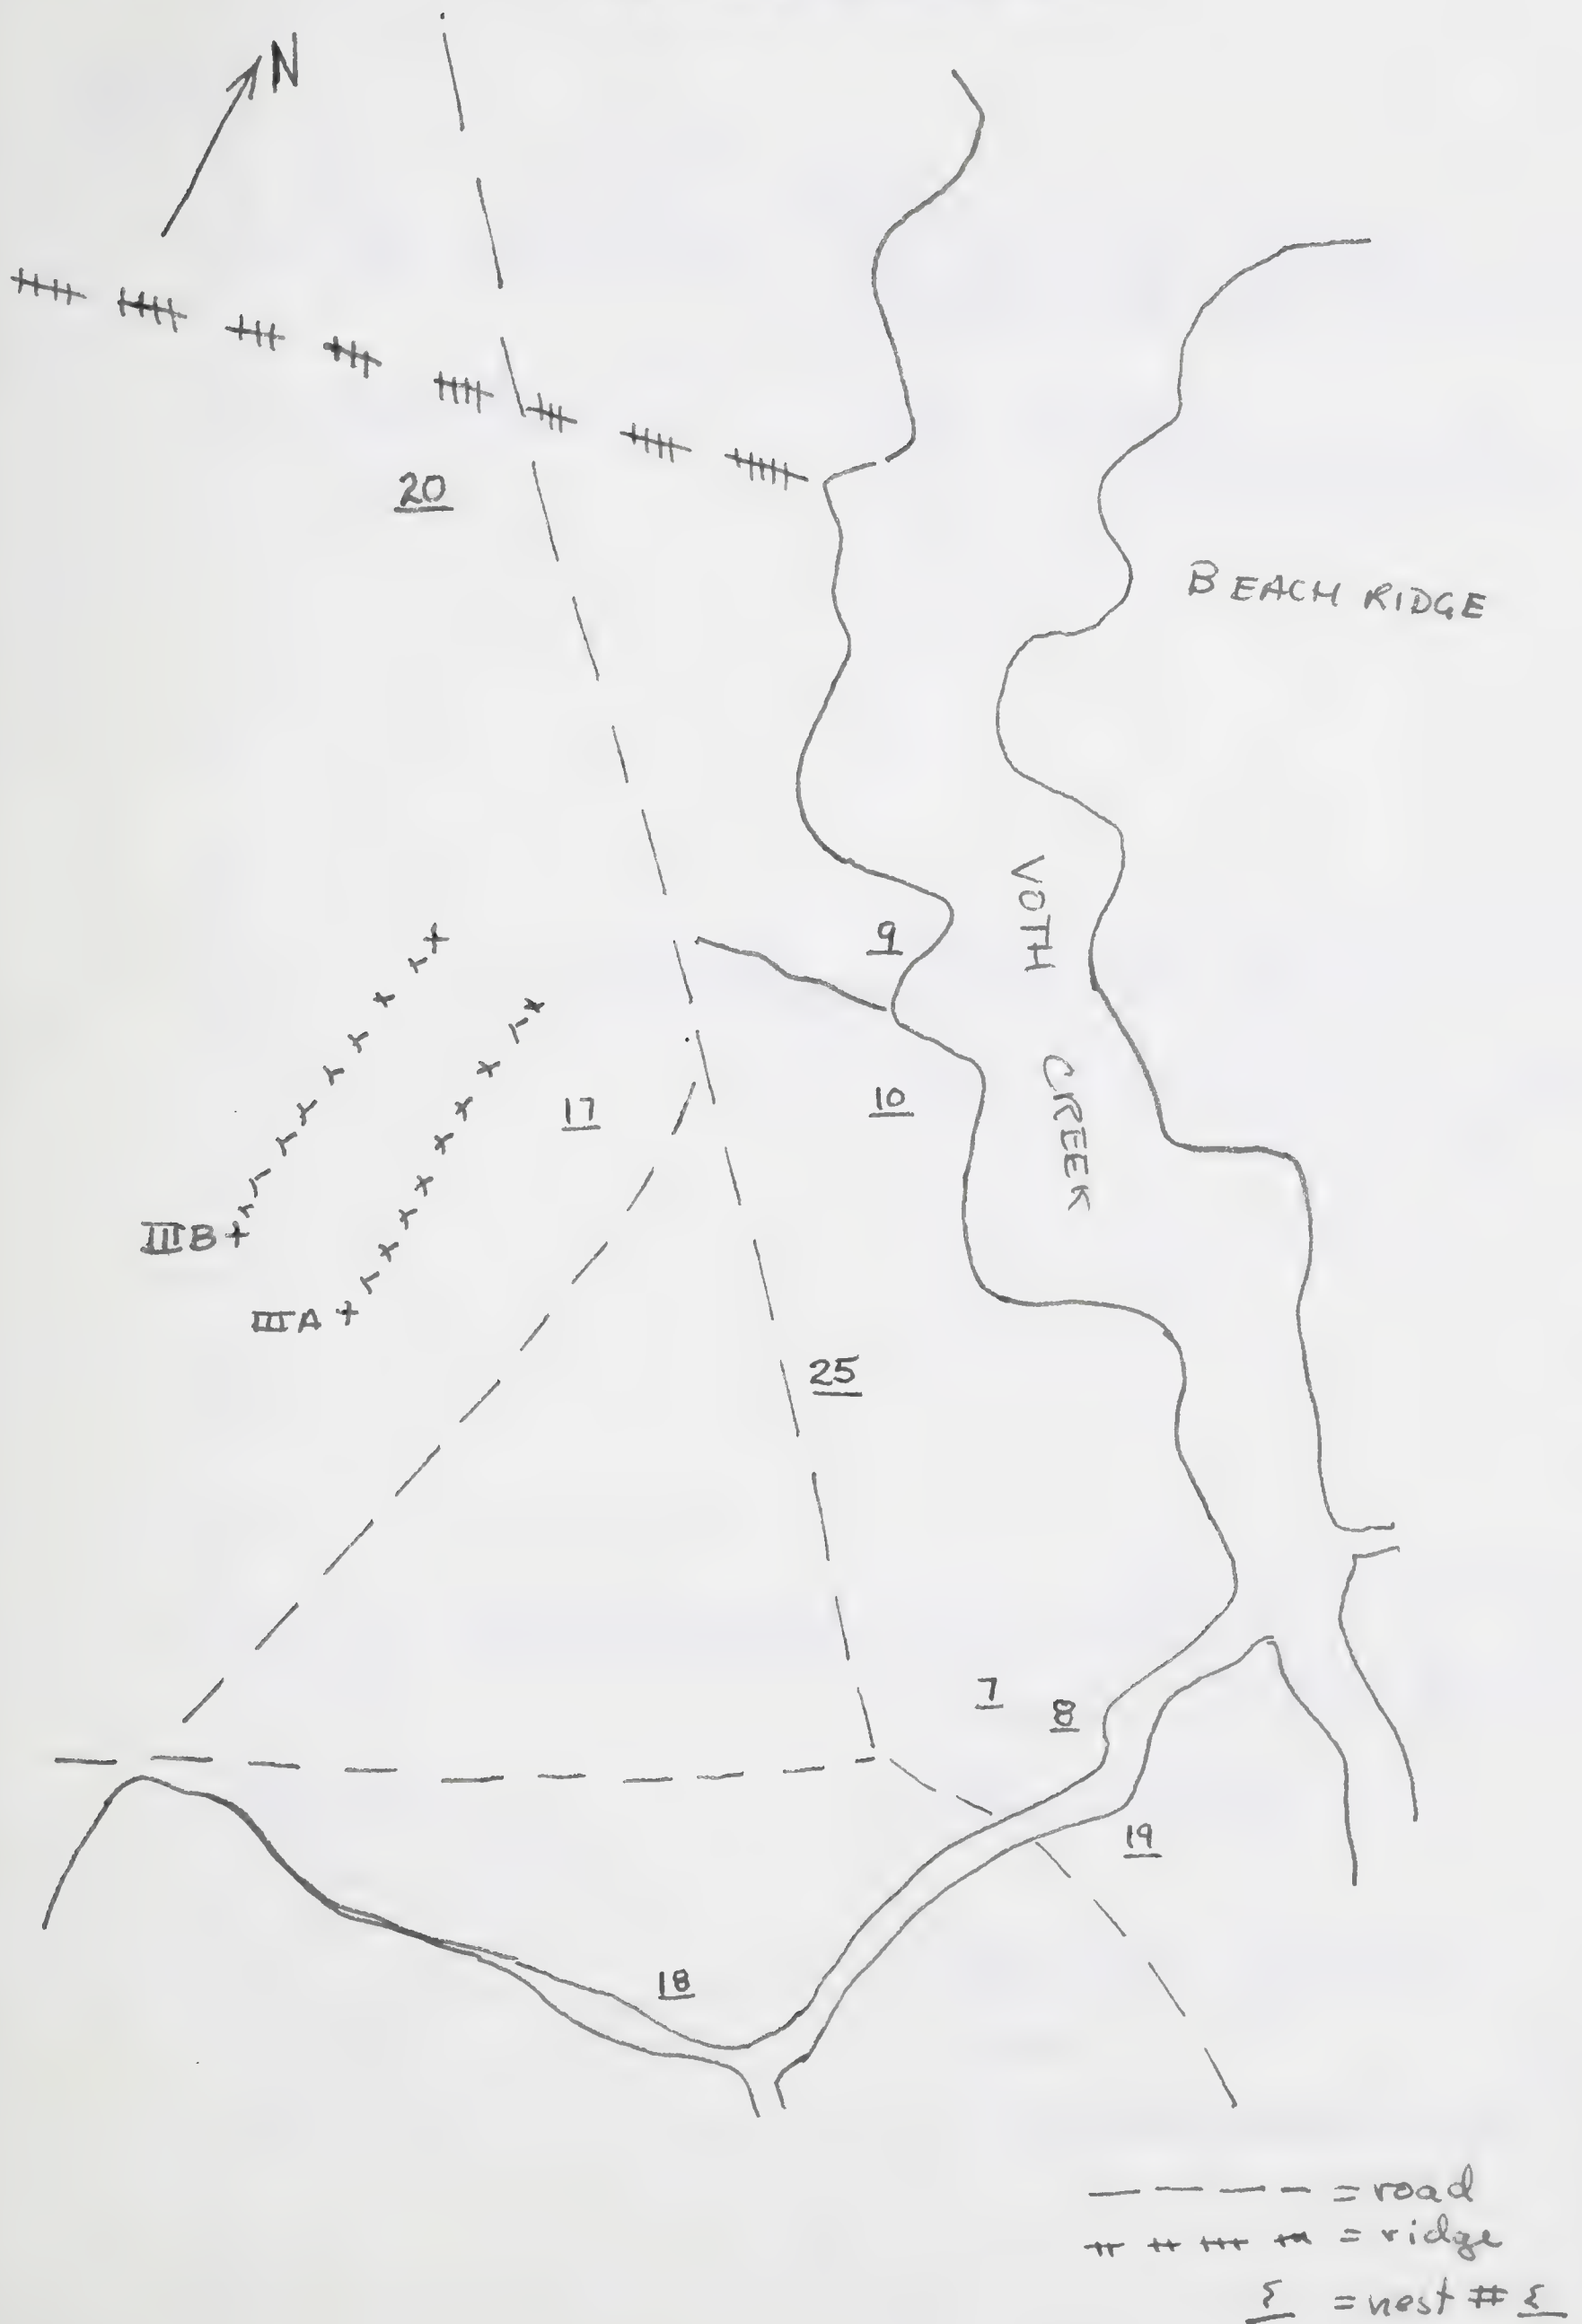 N
20
BEACH RIDGE
VOTH CREEK
9
17
10
IIIB
IIIA
25
7
8
19
18
= road
= ridge
ξ = nest # ξ